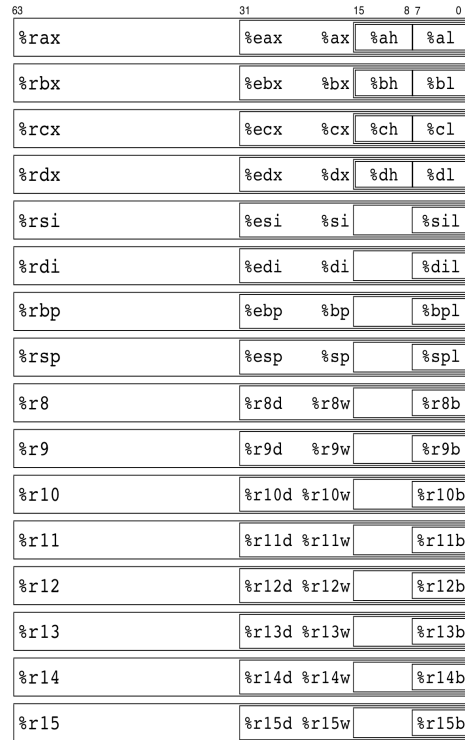 63 31 15 8 7 0
%rax %eax %ax %ah %al
%rbx %ebx %bx %bh %bl
%rcx %ecx %cx %ch %cl
%rdx %edx %dx %dh %dl
%rsi %esi %si %sil
%rdi %edi %di %dil
%rbp %ebp %bp %bpl
%rsp %esp %sp %spl
%r8 %r8d %r8w %r8b
%r9 %r9d %r9w %r9b
%r10 %r10d %r10w %r10b
%r11 %r11d %r11w %r11b
%r12 %r12d %r12w %r12b
%r13 %r13d %r13w %r13b
%r14 %r14d %r14w %r14b
%r15 %r15d %r15w %r15b